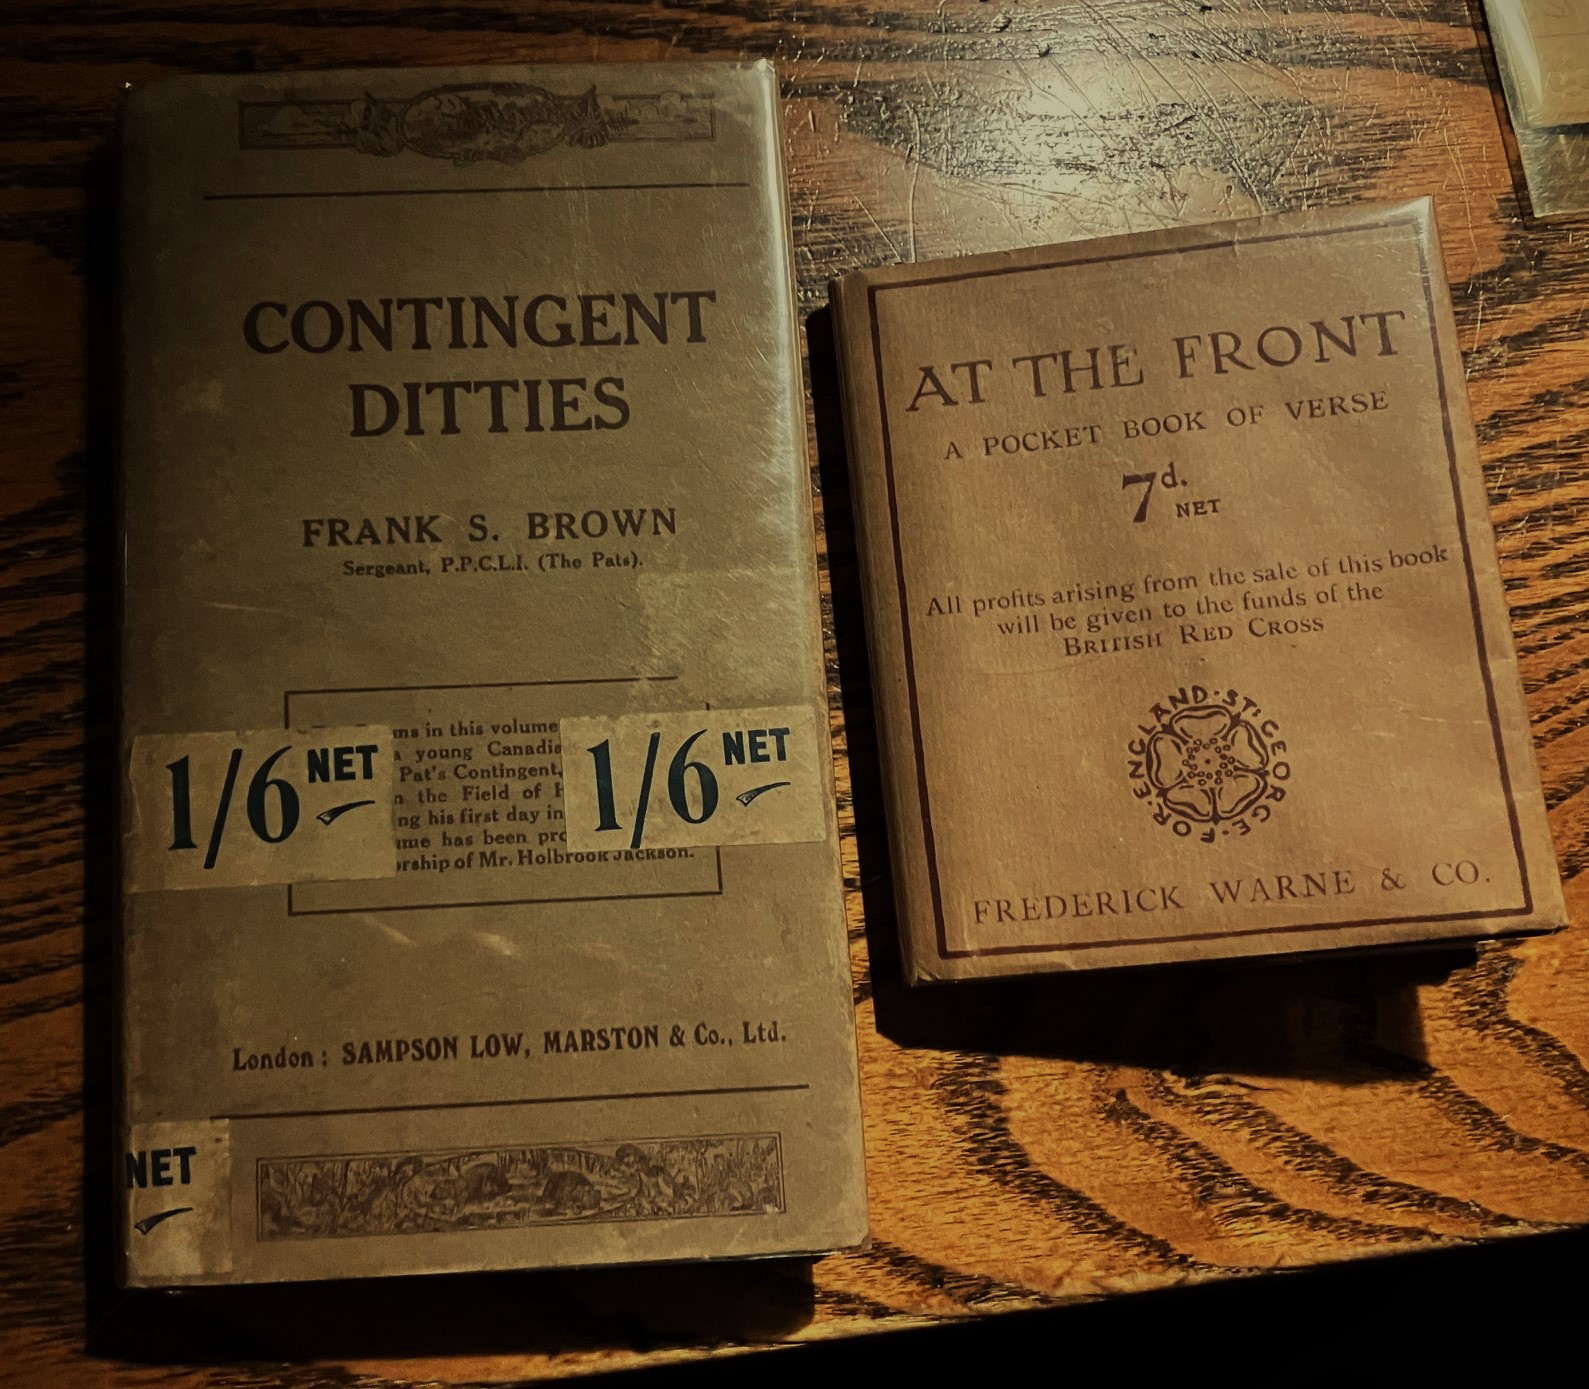 CONTINGENT
DITTIES
FRANK S. BROWN
Sergeant, P.P.C.L.I. (The Pats).
in this volume
young
Pat's Contingent,
the Field of
his first day in
has been
of Mr. Holbrook Jackson.
1/6 NET
1/6 NET
London: SAMPSON LOW, MARSTON & Co., Ltd.
NET
AT THE FRONT
A POCKET BOOK OF VERSE
7d. NET
All profits arising from the sale of this book
will be given to the funds of the
BRITISH RED CROSS
FOR·ENGLAND·ST·GEORGE·
FREDERICK WARNE & CO.